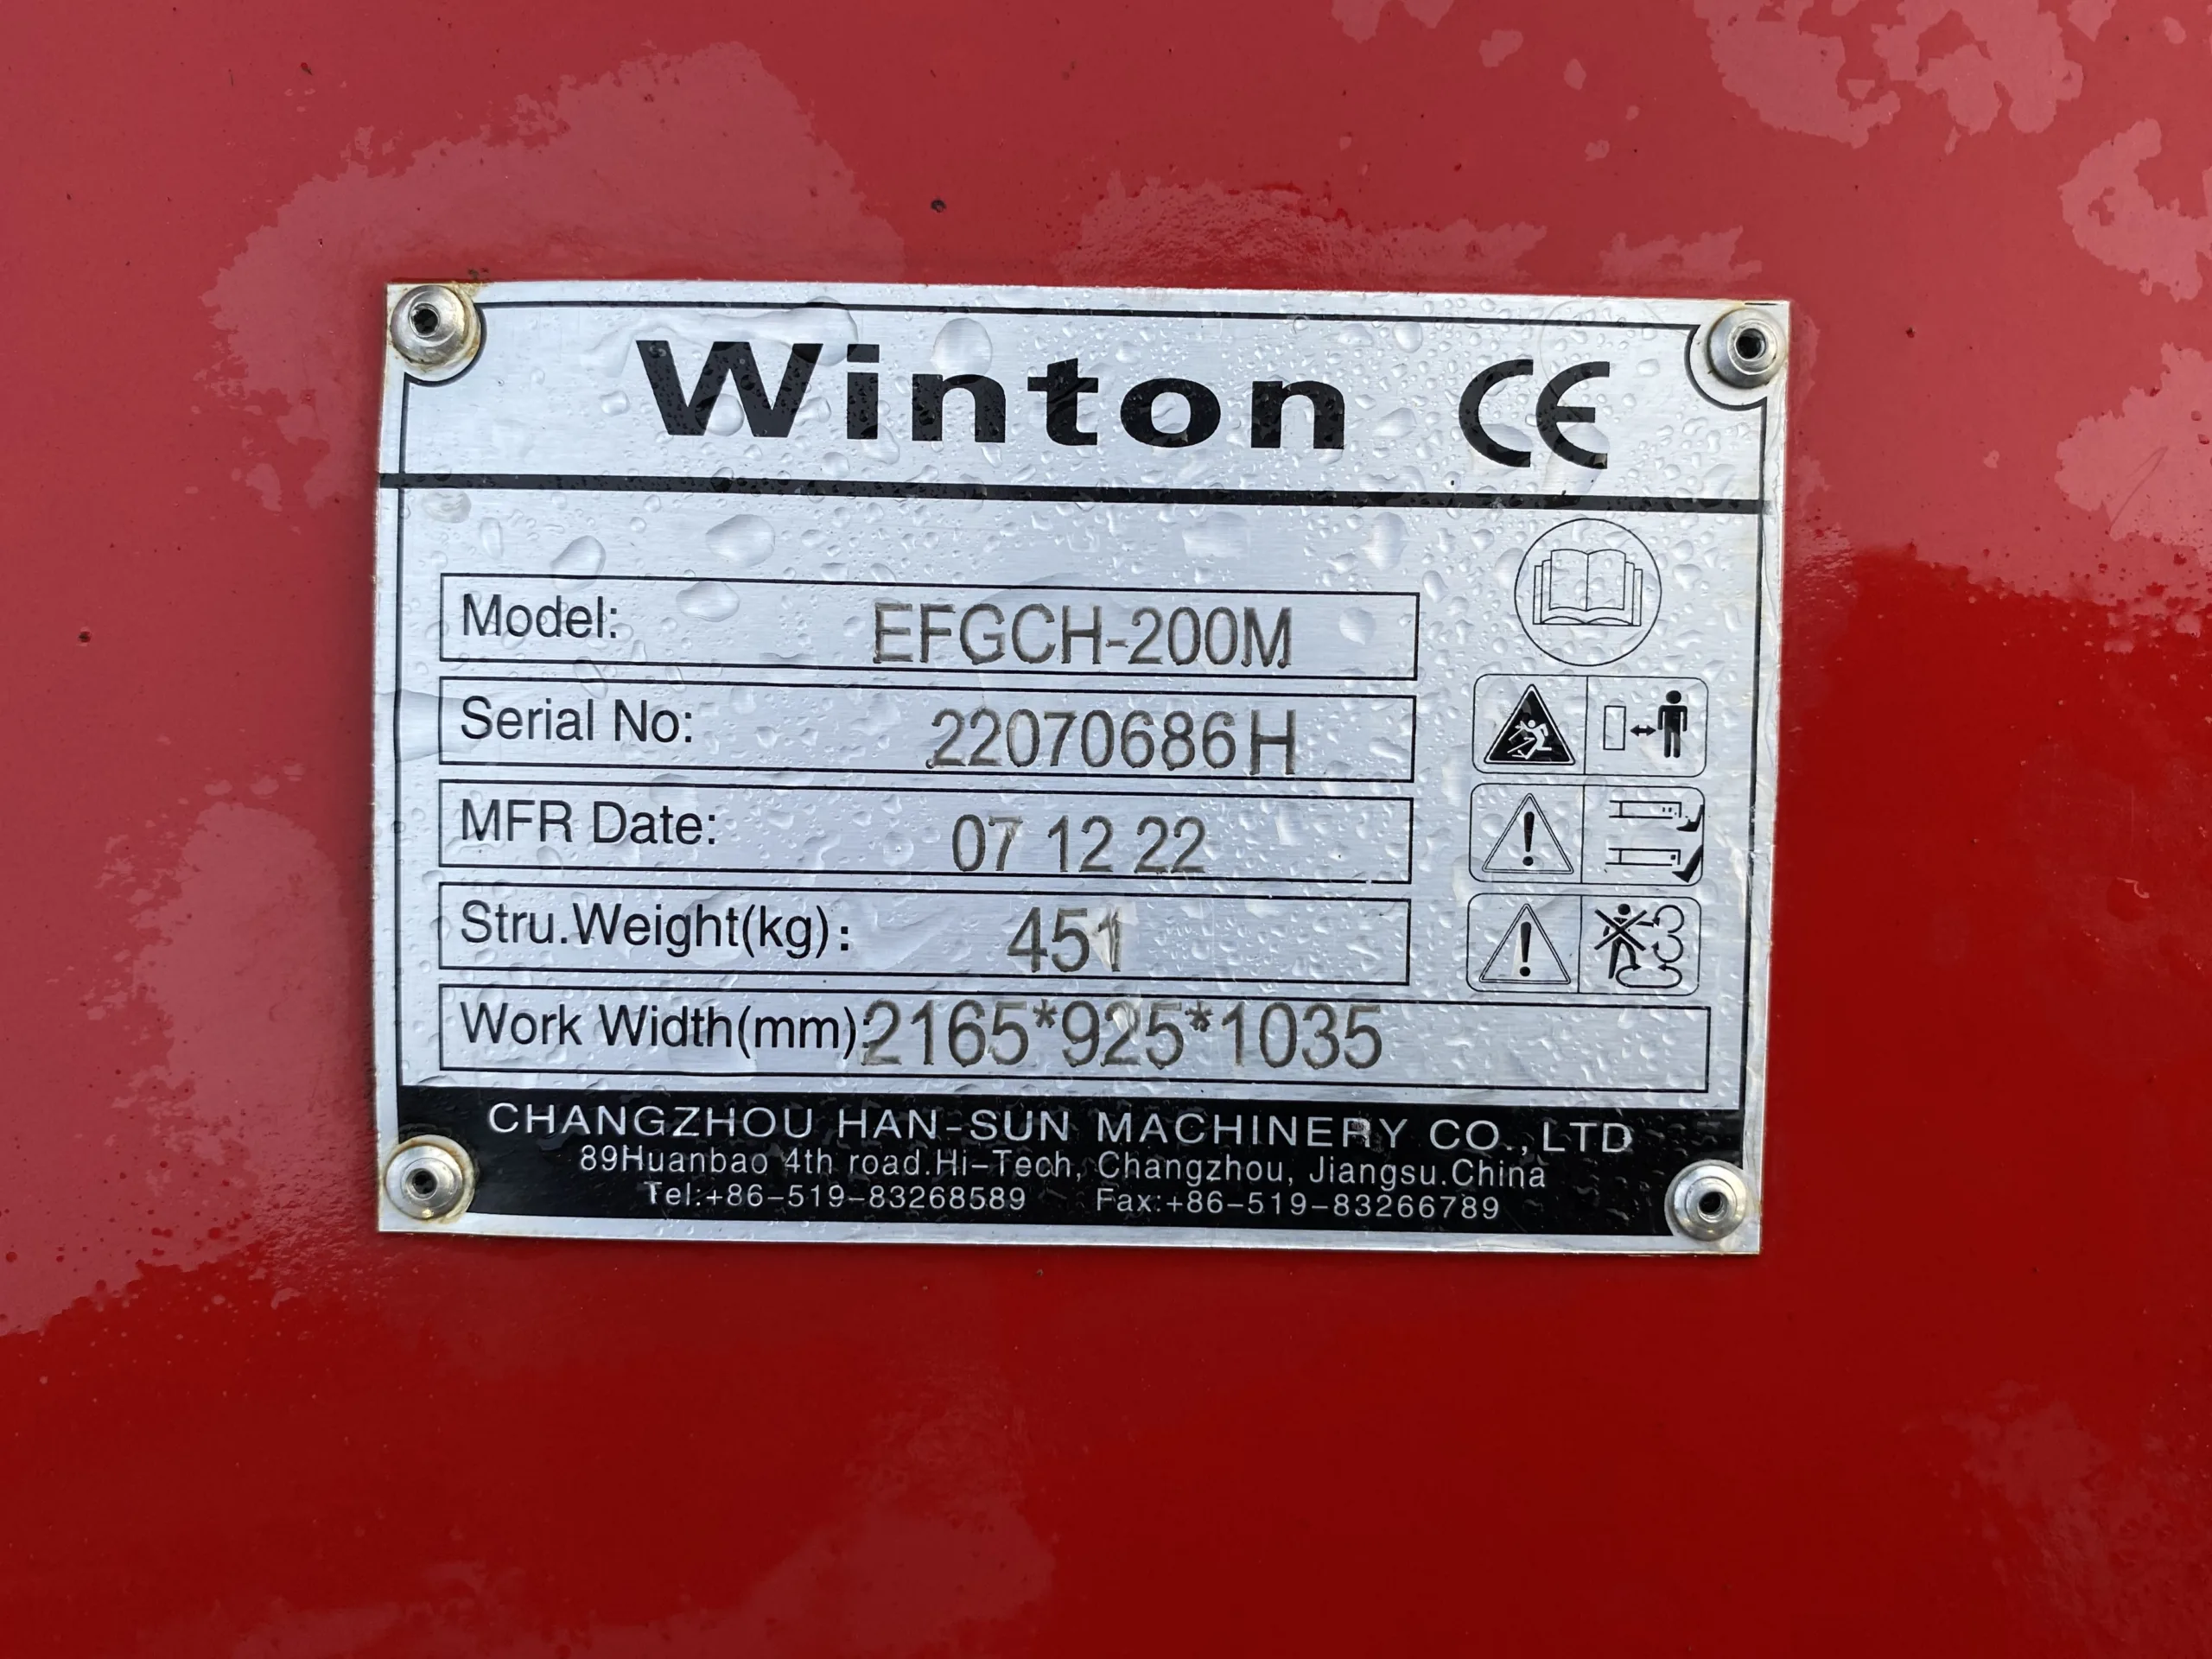 Winton CE
Model: EFGCH-200M
Serial No: 22070686H
MFR Date: 07 12 22
Stru.Weight(kg): 451
Work Width(mm):2165*925*1035
CHANGZHOU HAN-SUN MACHINERY CO.,LTD
89Huanbao 4th road.Hi-Tech, Changzhou, Jiangsu.China
Tel:+86-519-83268589 Fax:+86-519-83266789